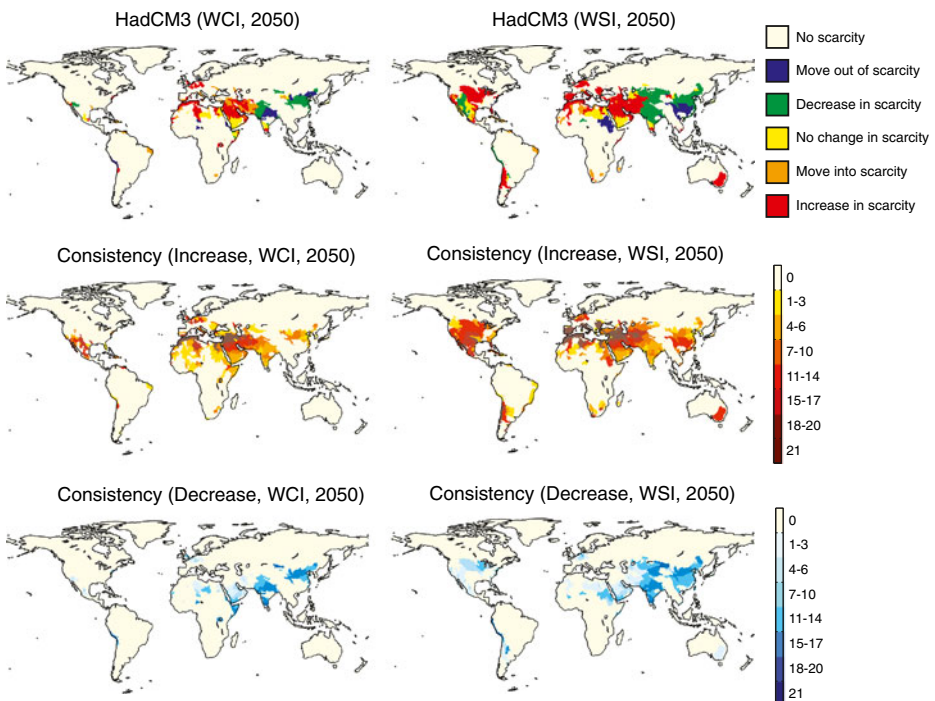 HadCM3 (WCI, 2050)
HadCM3 (WSI, 2050)
No scarcity
Move out of scarcity
Decrease in scarcity
No change in scarcity
Move into scarcity
Increase in scarcity
Consistency (Increase, WCI, 2050)
Consistency (Increase, WSI, 2050)
0
1-3
4-6
7-10
11-14
15-17
18-20
21
Consistency (Decrease, WCI, 2050)
Consistency (Decrease, WSI, 2050)
0
1-3
4-6
7-10
11-14
15-17
18-20
21